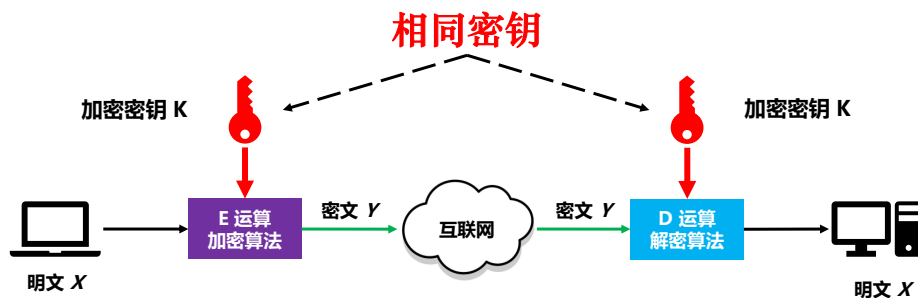 相同密钥
加密密钥 K
加密密钥 K
E 运算
加密算法
密文 Y
互联网
密文 Y
D 运算
解密算法
明文 X
明文 X